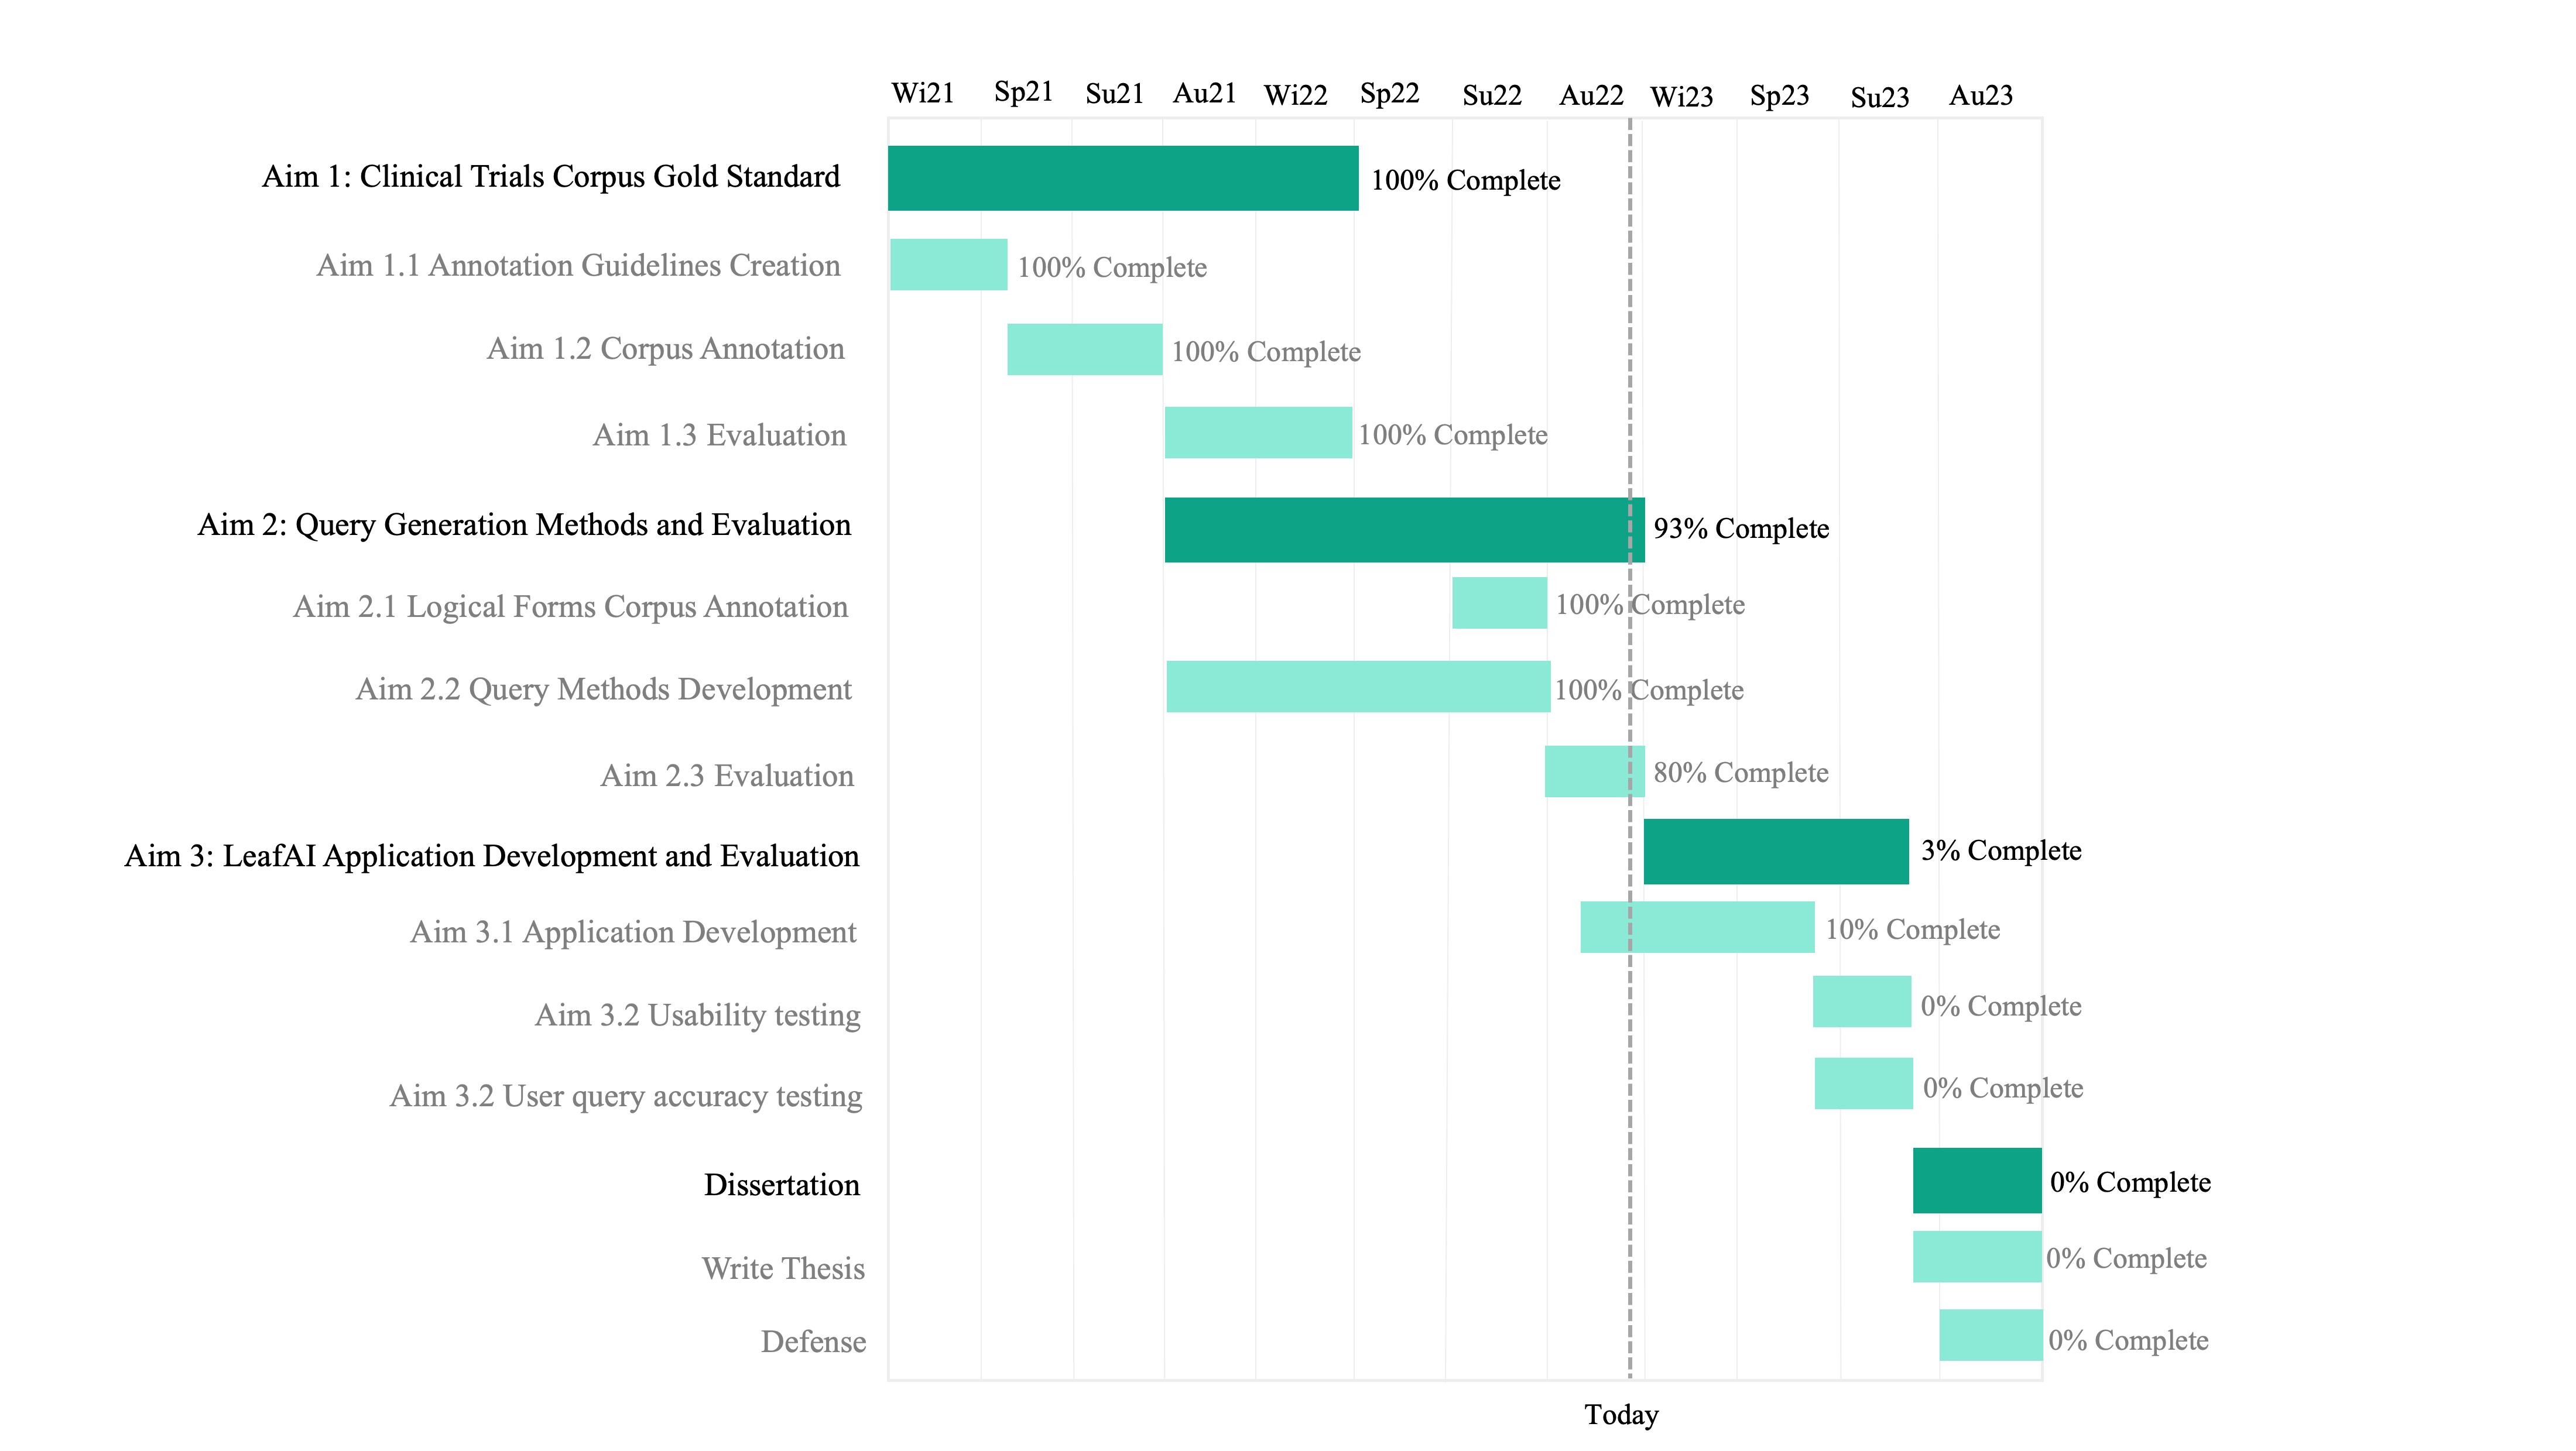 Wi21 Sp21 Su21 Au21 Wi22 Sp22 Su22 Au22 Wi23 Sp23 Su23 Au23
Aim 1: Clinical Trials Corpus Gold Standard 100% Complete
Aim 1.1 Annotation Guidelines Creation 100% Complete
Aim 1.2 Corpus Annotation 100% Complete
Aim 1.3 Evaluation 100% Complete
Aim 2: Query Generation Methods and Evaluation 93% Complete
Aim 2.1 Logical Forms Corpus Annotation 100% Complete
Aim 2.2 Query Methods Development 100% Complete
Aim 2.3 Evaluation 80% Complete
Aim 3: LeafAI Application Development and Evaluation 3% Complete
Aim 3.1 Application Development 10% Complete
Aim 3.2 Usability testing 0% Complete
Aim 3.2 User query accuracy testing 0% Complete
Dissertation 0% Complete
Write Thesis 0% Complete
Defense 0% Complete
Today